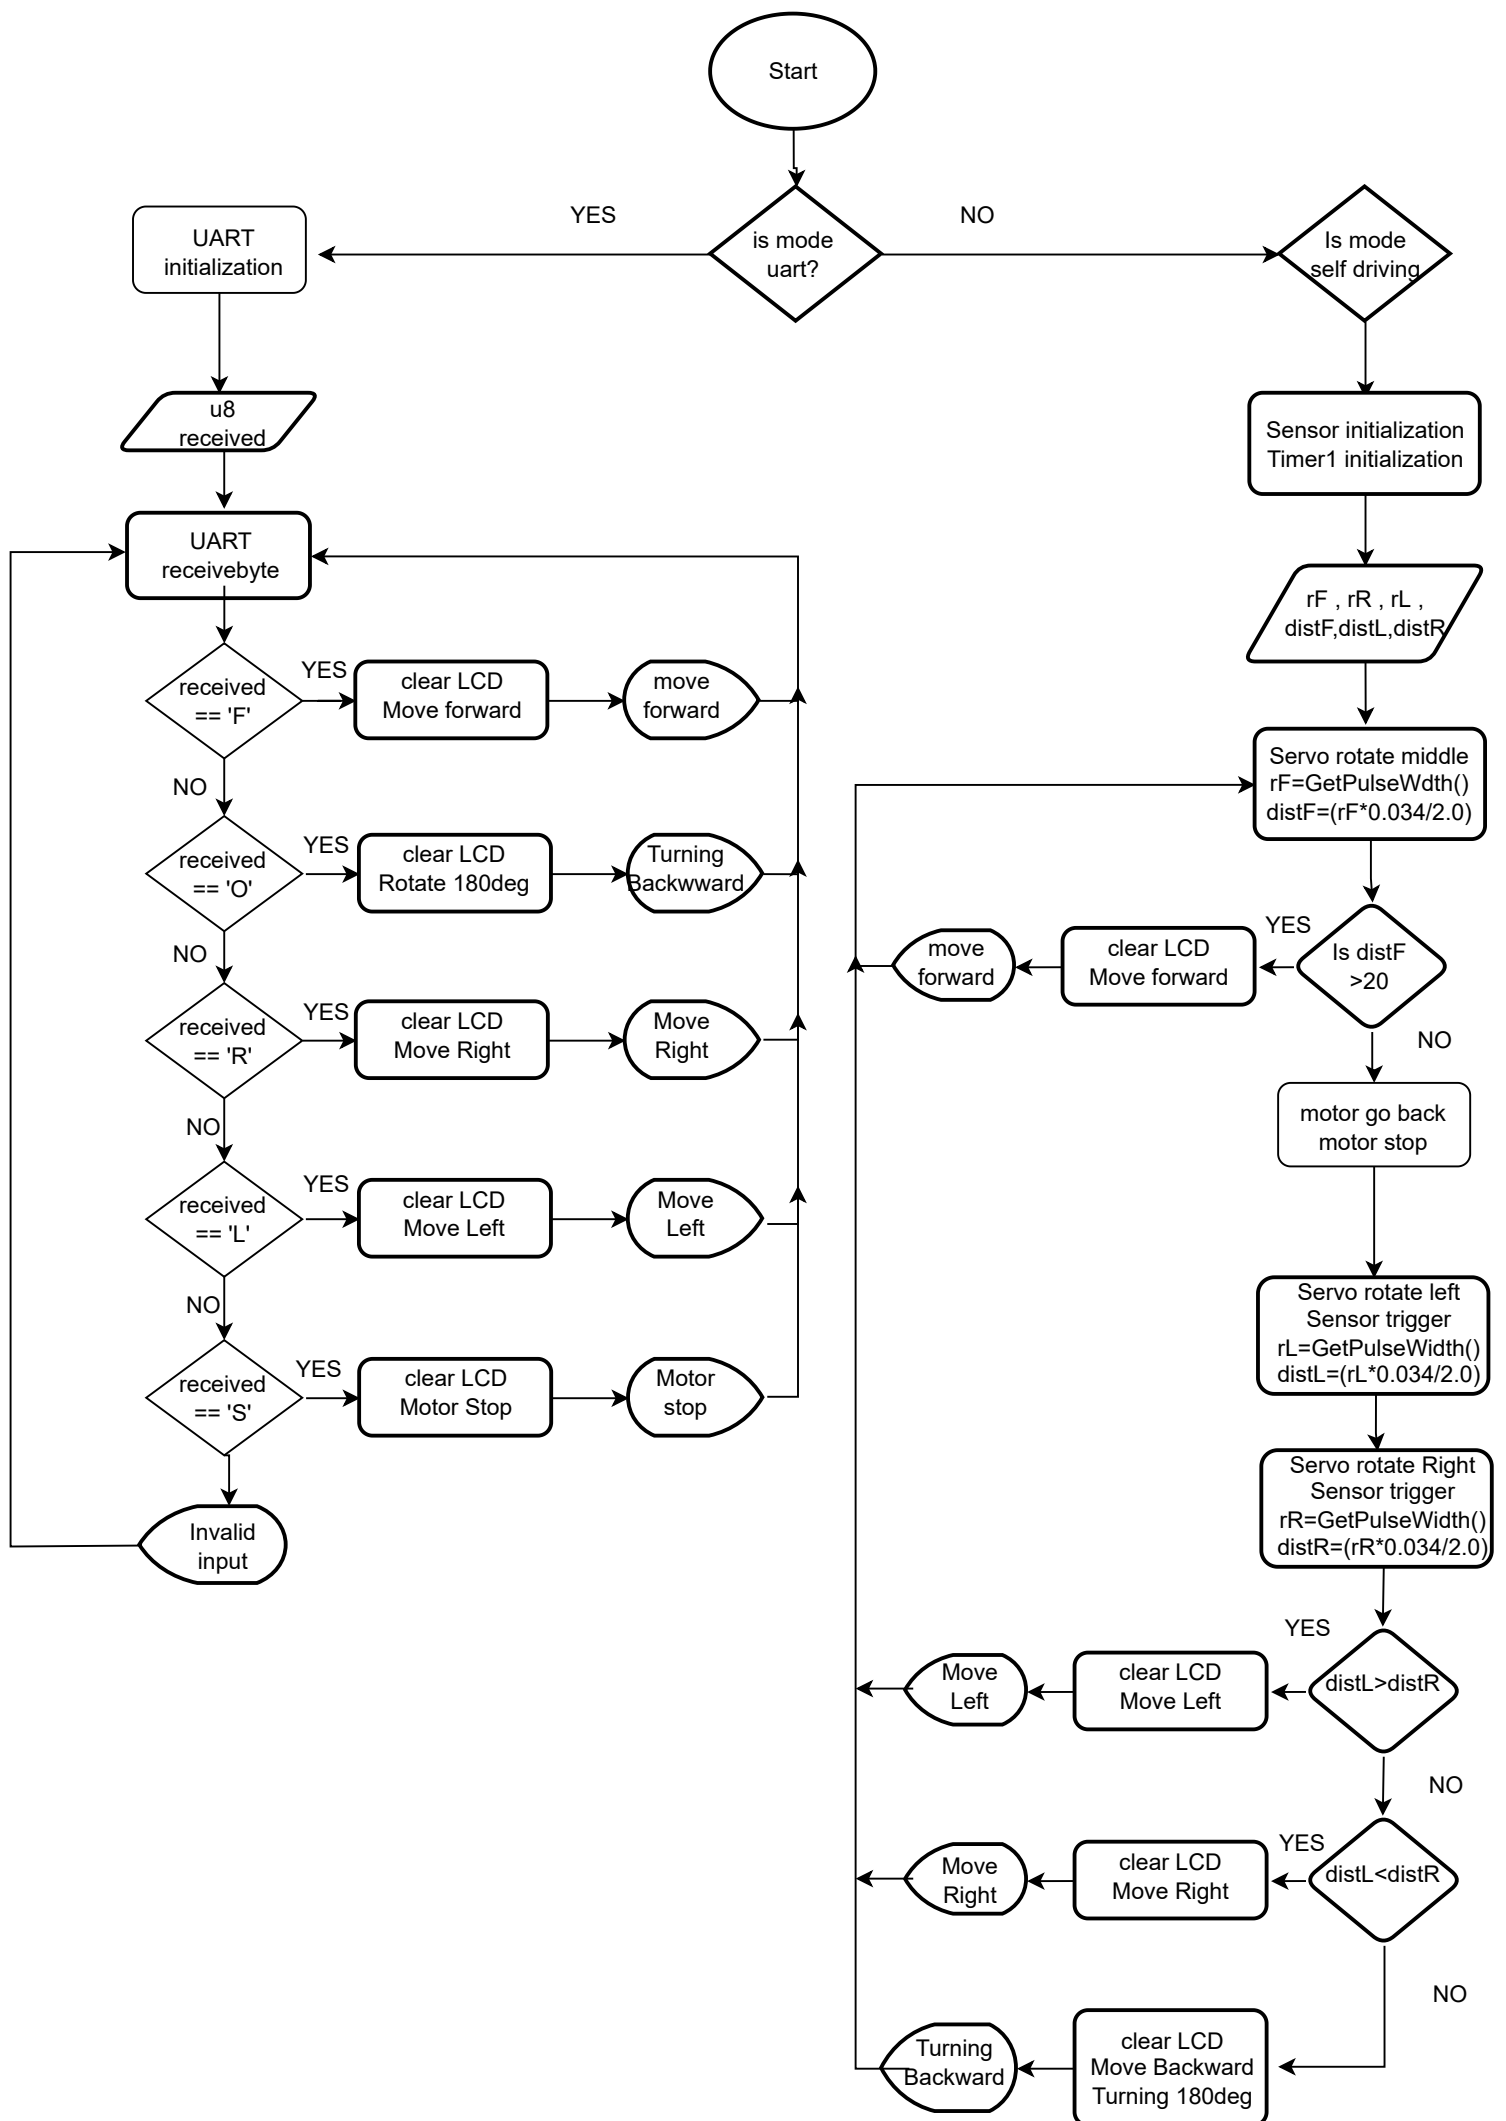 Start
YES
NO
UART
initialization
is mode
uart?
Is mode
self driving
u8
received
Sensor initialization
Timer1 initialization
UART
receivebyte
rF , rR , rL ,
distF,distL,distR
received
== 'F'
YES
clear LCD
Move forward
move
forward
NO
received
== 'O'
YES
clear LCD
Rotate 180deg
Turning
Backwward
NO
received
== 'R'
YES
clear LCD
Move Right
Move
Right
NO
received
== 'L'
YES
clear LCD
Move Left
Move
Left
NO
received
== 'S'
YES
clear LCD
Motor Stop
Motor
stop
Invalid
input
Servo rotate middle
rF=GetPulseWdth()
distF=(rF*0.034/2.0)
Is distF
>20
YES
clear LCD
Move forward
move
forward
NO
motor go back
motor stop
Servo rotate left
Sensor trigger
rL=GetPulseWidth()
distL=(rL*0.034/2.0)
Servo rotate Right
Sensor trigger
rR=GetPulseWidth()
distR=(rR*0.034/2.0)
YES
distL>distR
clear LCD
Move Left
Move
Left
NO
YES
distL<distR
clear LCD
Move Right
Move
Right
NO
clear LCD
Move Backward
Turning 180deg
Turning
Backward